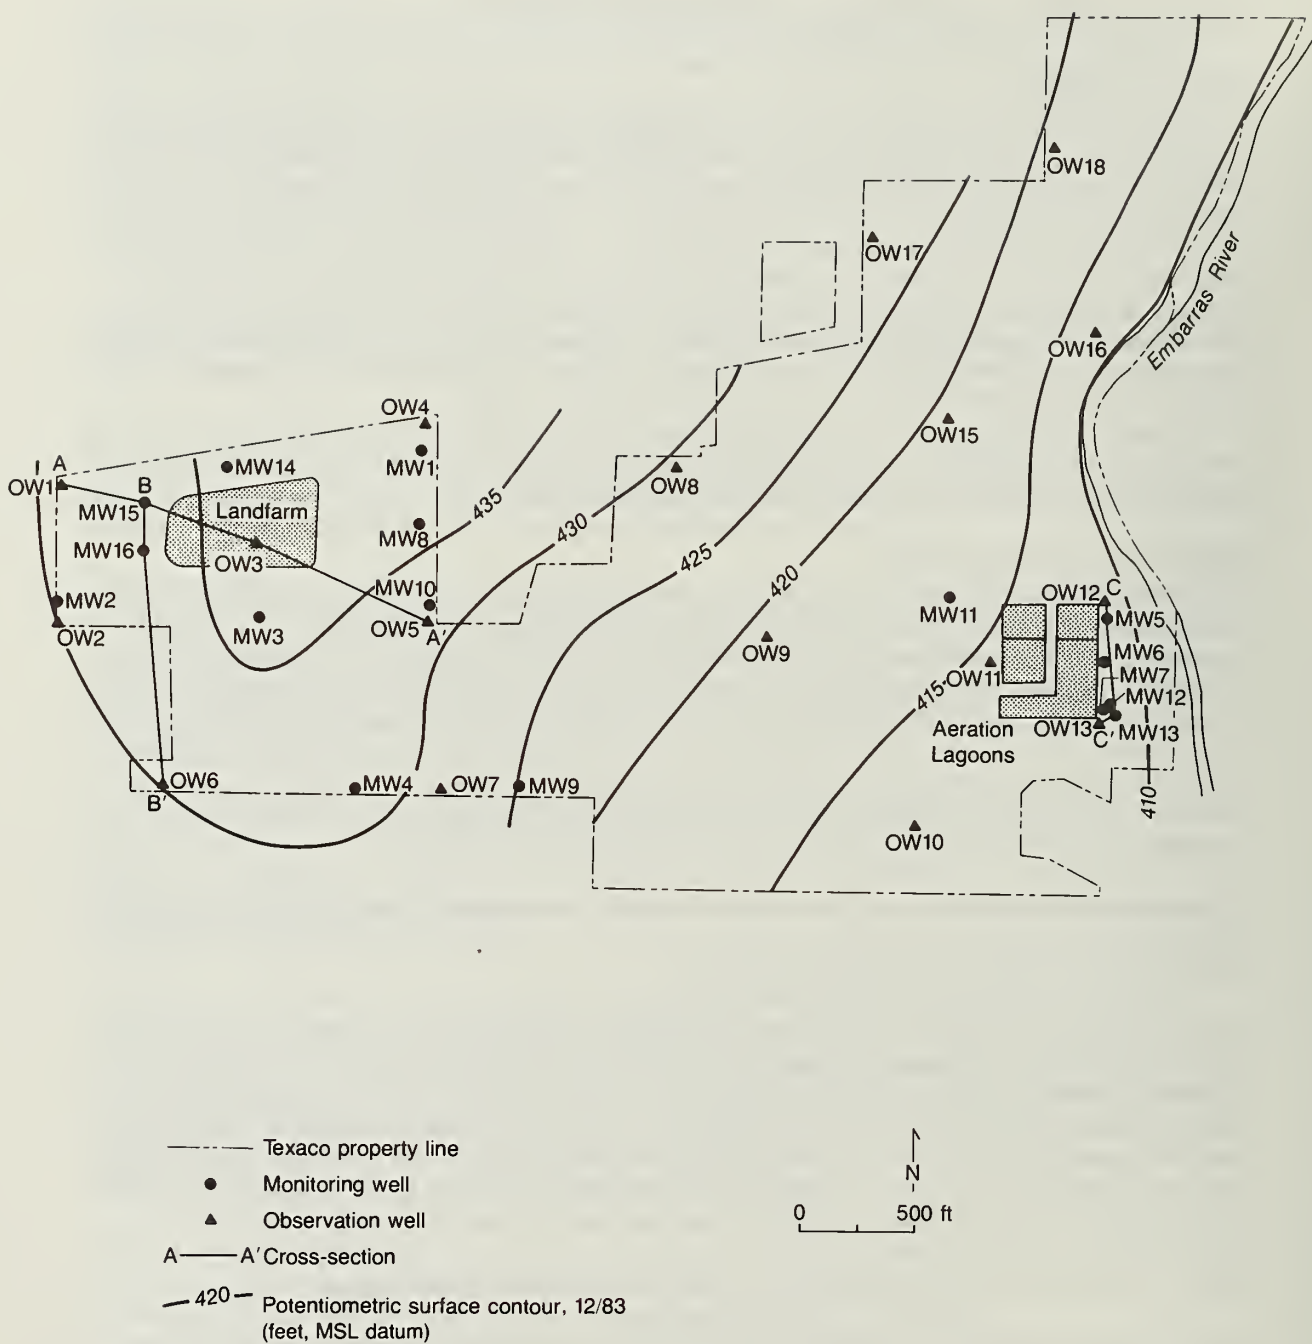 OW18
OW17
Embarras River
OW16
OW4
OW15
A
MW14
MW1
OW1
B
OW8
435
MW15
Landfarm
430
MW8
MW16
OW3
425
MW10
420
OW12
C
MW2
MW11
MW5
OW2
MW3
OW5
A'
OW9
MW6
OW11
MW7
415
MW12
Aeration
Lagoons
OW13
C'
MW13
OW6
MW4
OW7
MW9
B'
410
OW10
Texaco property line
N
Monitoring well
0 500 ft
Observation well
A A' Cross-section
420 Potentiometric surface contour, 12/83
(feet, MSL datum)